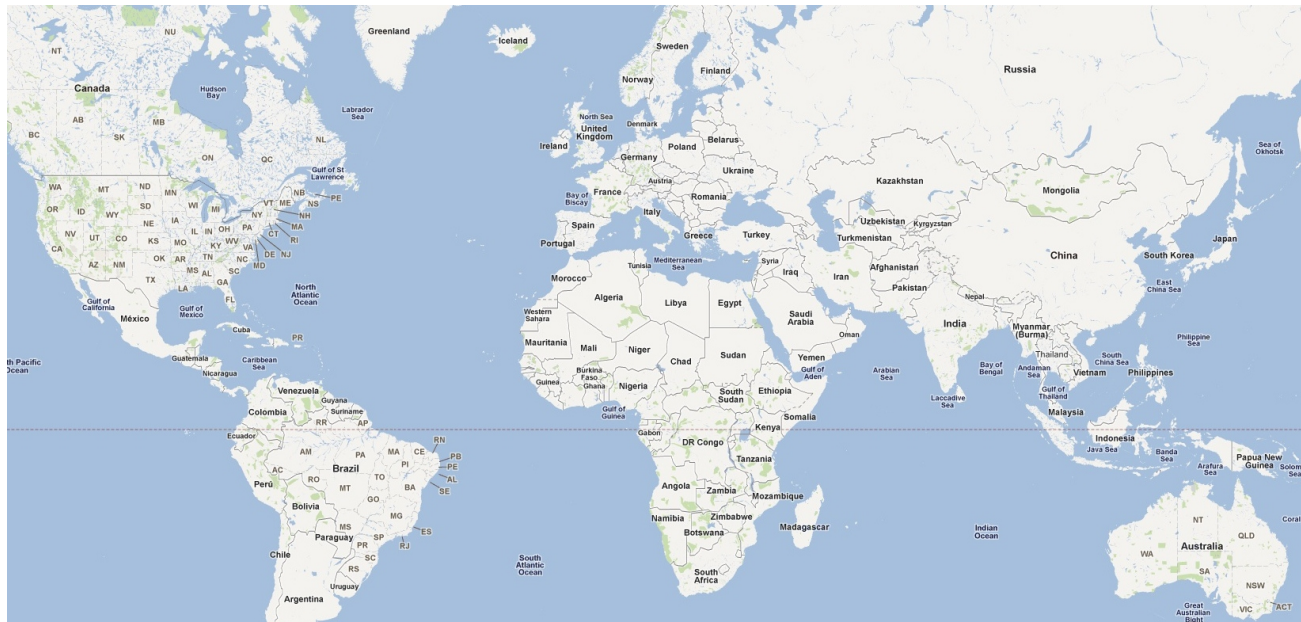 NU
Greenland
Iceland
Sweden
NT
Finland
Russia
Norway
Canada
Hudson
Bay
Labrador
Sea
North Sea
AB
MB
SK
Denmark
United
Kingdom
BC
NL
Ireland
Belarus
Poland
Sea of
Okhotsk
ON
QC
Germany
Gulf of St
Lawrence
Ukraine
Austria
Kazakhstan
WA
MT
ND
MN
NB
PE
NS
Bay of
Biscay
France
Romania
Mongolia
OR
ID
WY
SD
WI
MI
VT
ME
NH
NY
Italy
Uzbekistan
Kyrgyzstan
NE
IA
IL
IN
OH
PA
CT
MA
RI
Spain
Portugal
Greece
Turkey
Turkmenistan
Japan
NV
UT
CO
KS
MO
KY
WV
VA
DE
NJ
MD
China
South Korea
CA
AZ
NM
OK
AR
TN
NC
SC
Tunisia
Mediterranean
Sea
Syria
Iraq
Iran
Afghanistan
Pakistan
TX
MS
AL
GA
LA
FL
North
Atlantic
Ocean
Morocco
Algeria
Libya
Egypt
Nepal
East
China Sea
Gulf of
California
Gulf of
Mexico
México
Western
Sahara
Saudi
Arabia
India
Myanmar
(Burma)
Cuba
PR
Mauritania
Mali
Niger
Chad
Sudan
Oman
Yemen
Philippine
Sea
th Pacific
Ocean
Guatemala
Caribbean
Sea
Nicaragua
Burkina
Faso
Guinea
Ghana
Nigeria
Gulf of
Aden
Arabian
Sea
Bay of
Bengal
Thailand
Andaman
Sea
South
China Sea
Vietnam
Philippines
Venezuela
Guyana
Suriname
Colombia
South
Sudan
Ethiopia
Laccadive
Sea
Gulf of
Thailand
Gulf of
Guinea
Somalia
Malaysia
RR
AP
Ecuador
Gabon
DR Congo
Kenya
Indonesia
Java Sea
Banda
Sea
Papua New
Guinea
Arafura
Sea
Solom
Sea
RN
AM
PA
MA
CE
PB
PE
PI
AL
SE
Brazil
AC
TO
RO
Perú
MT
BA
GO
Tanzania
Angola
Zambia
Mozambique
Bolivia
MG
MS
ES
Namibia
Zimbabwe
Botswana
Madagascar
Indian
Ocean
NT
Coral
QLD
Paraguay
SP
RJ
PR
SC
Chile
RS
South
Atlantic
Ocean
South
Africa
WA
Australia
SA
NSW
Uruguay
Argentina
VIC
ACT
Great
Australian
Bight